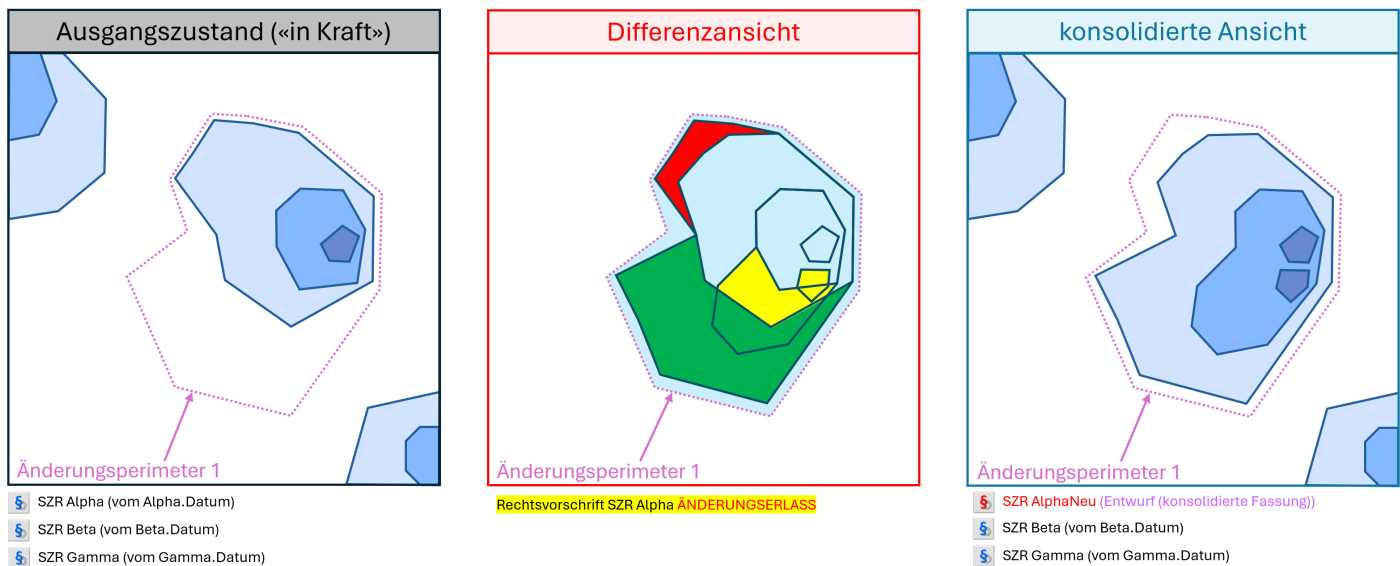 Ausgangszustand («in Kraft»)
Änderungsperimeter 1
§ SZR Alpha (vom Alpha.Datum)
§ SZR Beta (vom Beta.Datum)
§ SZR Gamma (vom Gamma.Datum)
Differenzansicht
Änderungsperimeter 1
Rechtsvorschrift SZR Alpha ÄNDERUNGSERLASS
konsolidierte Ansicht
Änderungsperimeter 1
§ SZR AlphaNeu (Entwurf (konsolidierte Fassung))
§ SZR Beta (vom Beta.Datum)
§ SZR Gamma (vom Gamma.Datum)